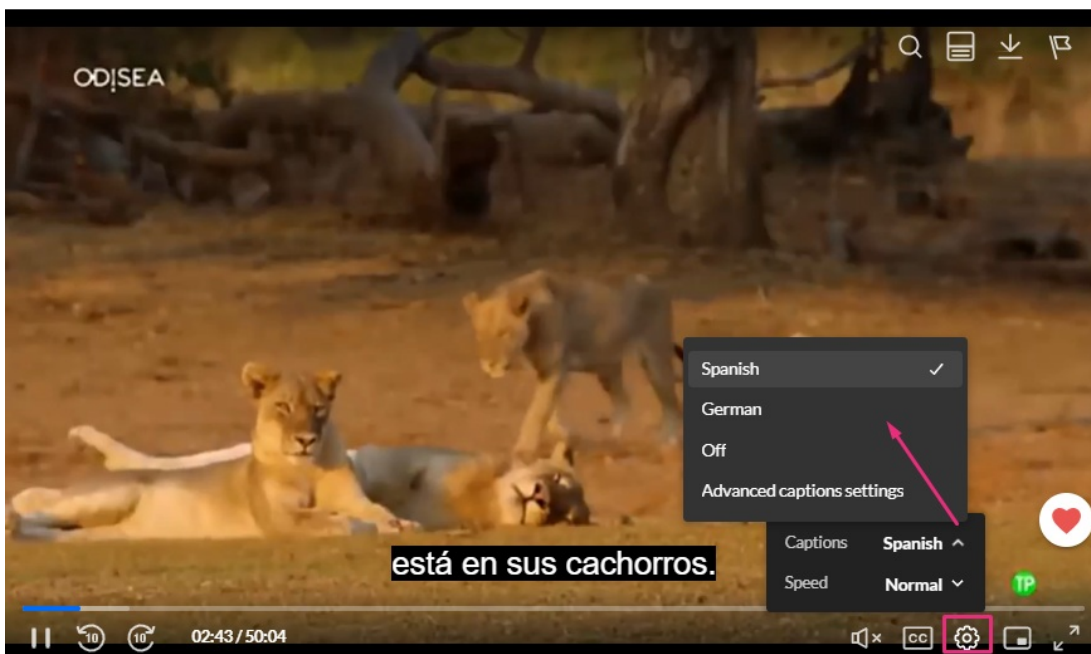 ODISEA
Spanish
German
Off
Advanced captions settings
Captions Spanish
Speed Normal
está en sus cachorros.
TP
10 10 02:43 / 50:04 CC